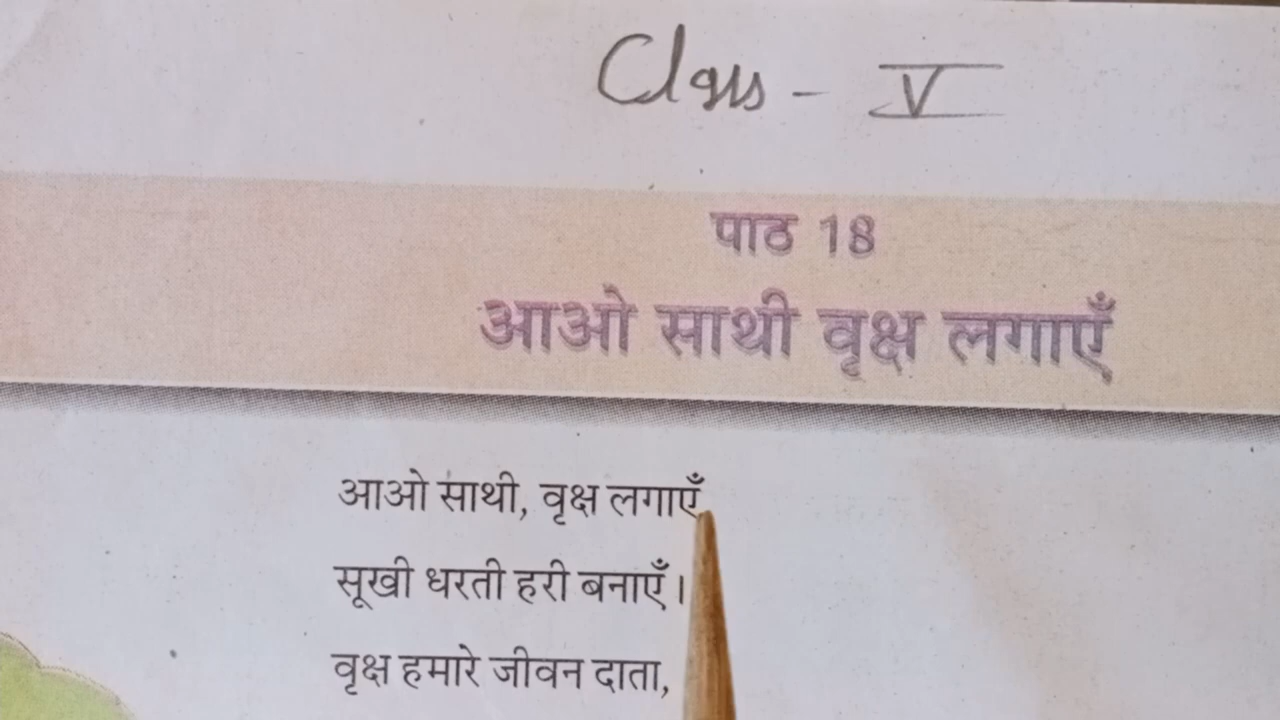 Class - V
पाठ 18
आओ साथी वृक्ष लगाएँ
आओ साथी, वृक्ष लगाएँ
सूखी धरती हरी बनाएँ।
वृक्ष हमारे जीवन दाता,